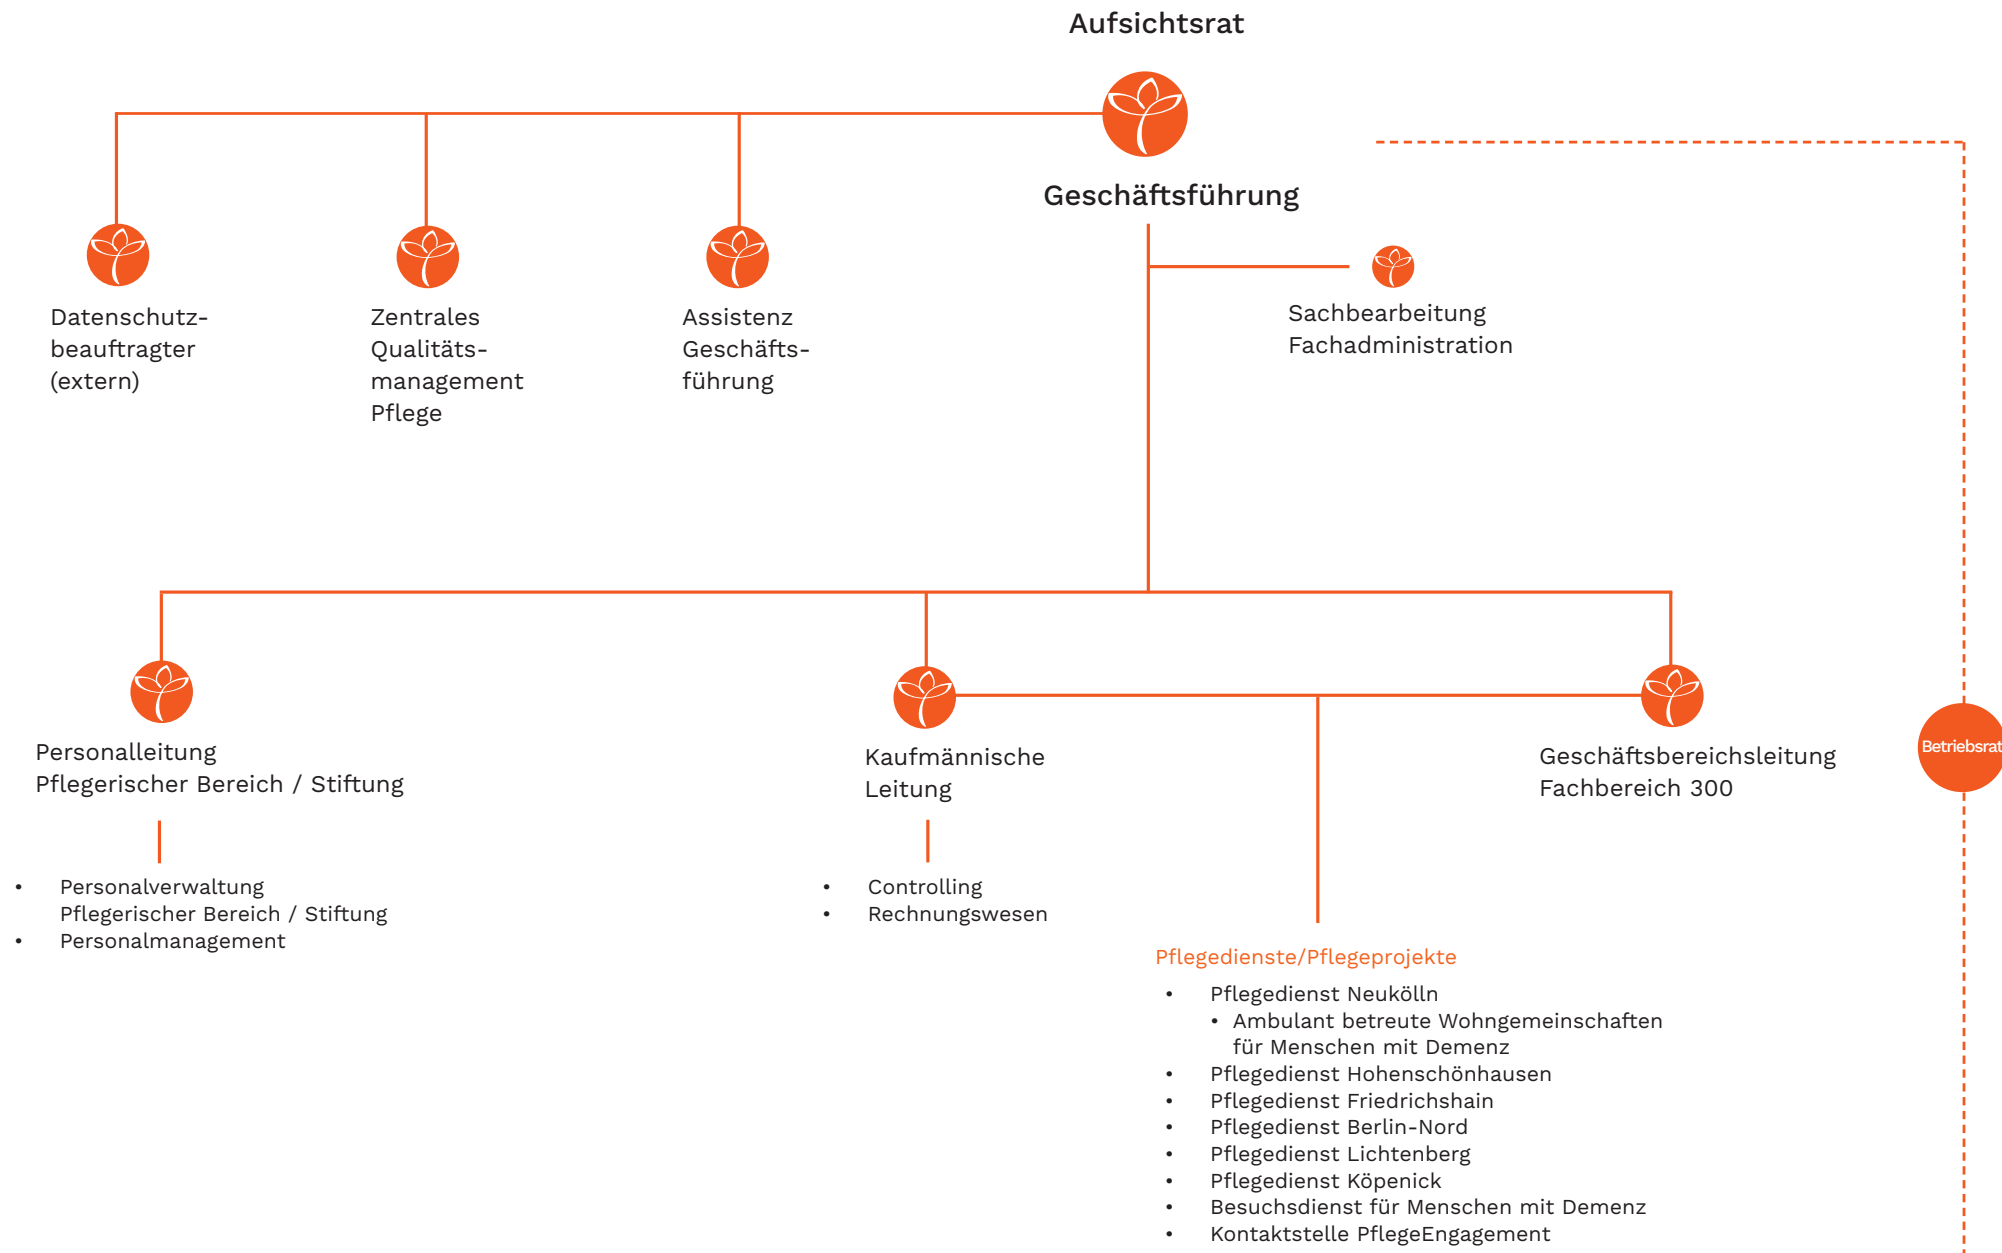 Aufsichtsrat
Geschäftsführung
Datenschutz-
beauftragter
(extern)
Zentrales
Qualitäts-
management
Pflege
Assistenz
Geschäfts-
führung
Sachbearbeitung
Fachadministration
Personalleitung
Pflegerischer Bereich / Stiftung
• Personalverwaltung
Pflegerischer Bereich / Stiftung
• Personalmanagement
Kaufmännische
Leitung
• Controlling
• Rechnungswesen
Geschäftsbereichsleitung
Fachbereich 300
Betriebsrat
Pflegedienste/Pflegeprojekte
• Pflegedienst Neukölln
• Ambulant betreute Wohngemeinschaften
für Menschen mit Demenz
• Pflegedienst Hohenschönhausen
• Pflegedienst Friedrichshain
• Pflegedienst Berlin-Nord
• Pflegedienst Lichtenberg
• Pflegedienst Köpenick
• Besuchsdienst für Menschen mit Demenz
• Kontaktstelle PflegeEngagement